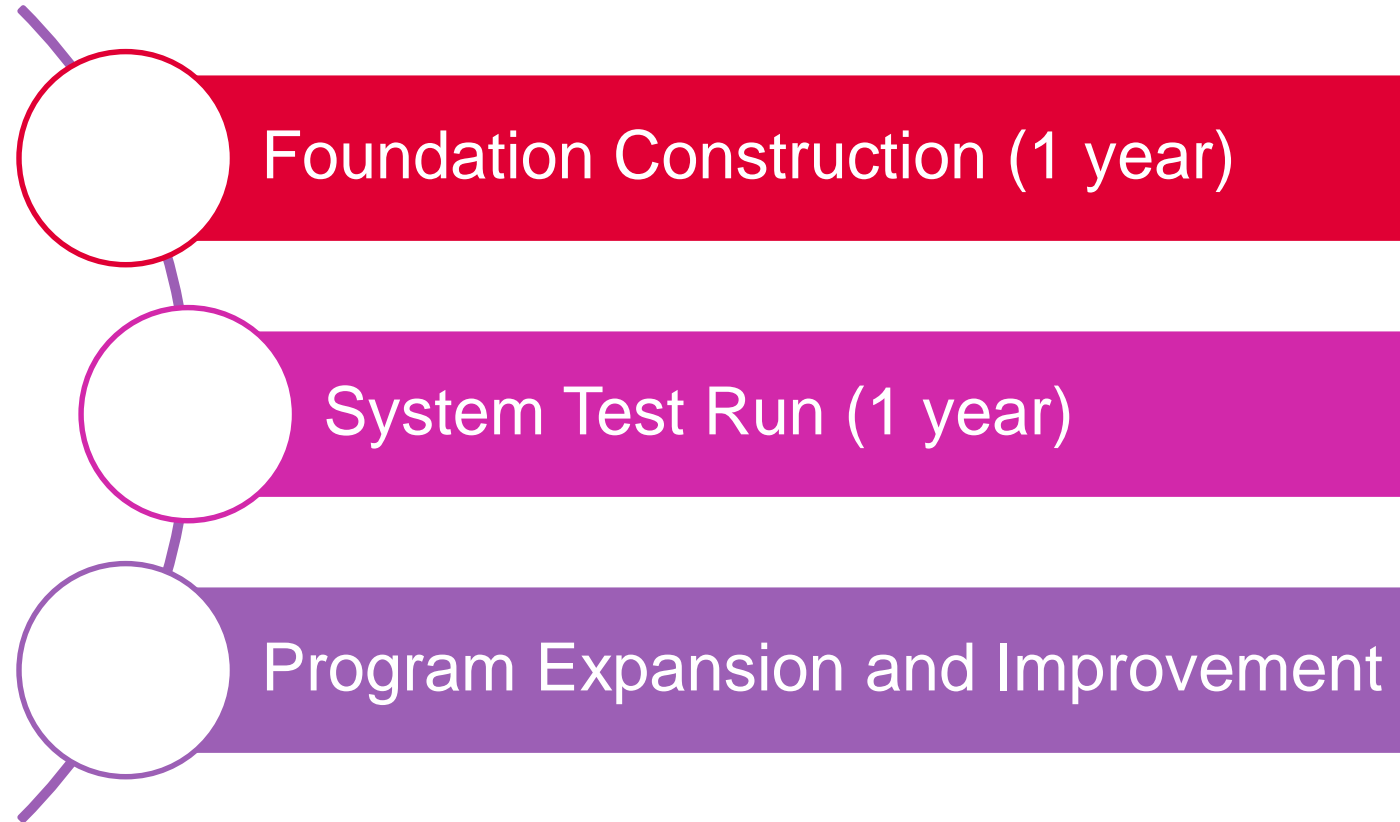 Foundation Construction (1 year)
System Test Run (1 year)
Program Expansion and Improvement